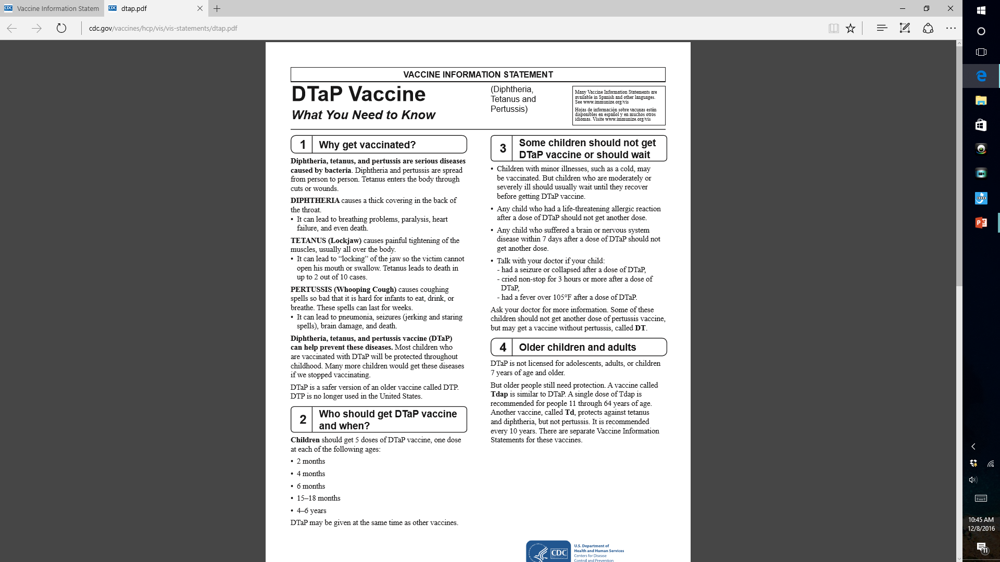 Vaccine Information Statem
dtap.pdf
cdc.gov/vaccines/hcp/vis/vis-statements/dtap.pdf
VACCINE INFORMATION STATEMENT
DTaP Vaccine
What You Need to Know
(Diphtheria,
Tetanus and
Pertussis)
Many Vaccine Information Statements are
available in Spanish and other languages.
See www.immunize.org/vis
Hojas de información sobre vacunas están
disponibles en español y en muchos otros
idiomas. Visite www.immunize.org/vis
1 Why get vaccinated?
Diphtheria, tetanus, and pertussis are serious diseases
caused by bacteria. Diphtheria and pertussis are spread
from person to person. Tetanus enters the body through
cuts or wounds.
DIPHTHERIA causes a thick covering in the back of
the throat.
• It can lead to breathing problems, paralysis, heart
failure, and even death.
TETANUS (Lockjaw) causes painful tightening of the
muscles, usually all over the body.
• It can lead to “locking” of the jaw so the victim cannot
open his mouth or swallow. Tetanus leads to death in
up to 2 out of 10 cases.
PERTUSSIS (Whooping Cough) causes coughing
spells so bad that it is hard for infants to eat, drink, or
breathe. These spells can last for weeks.
• It can lead to pneumonia, seizures (jerking and staring
spells), brain damage, and death.
Diphtheria, tetanus, and pertussis vaccine (DTaP)
can help prevent these diseases. Most children who
are vaccinated with DTaP will be protected throughout
childhood. Many more children would get these diseases
if we stopped vaccinating.
DTaP is a safer version of an older vaccine called DTP.
DTP is no longer used in the United States.
2 Who should get DTaP vaccine
and when?
Children should get 5 doses of DTaP vaccine, one dose
at each of the following ages:
• 2 months
• 4 months
• 6 months
• 15–18 months
• 4–6 years
DTaP may be given at the same time as other vaccines.
3 Some children should not get
DTaP vaccine or should wait
• Children with minor illnesses, such as a cold, may
be vaccinated. But children who are moderately or
severely ill should usually wait until they recover
before getting DTaP vaccine.
• Any child who had a life-threatening allergic reaction
after a dose of DTaP should not get another dose.
• Any child who suffered a brain or nervous system
disease within 7 days after a dose of DTaP should not
get another dose.
• Talk with your doctor if your child:
- had a seizure or collapsed after a dose of DTaP,
- cried non-stop for 3 hours or more after a dose of
DTaP,
- had a fever over 105°F after a dose of DTaP.
Ask your doctor for more information. Some of these
children should not get another dose of pertussis vaccine,
but may get a vaccine without pertussis, called DT.
4 Older children and adults
DTaP is not licensed for adolescents, adults, or children
7 years of age and older.
But older people still need protection. A vaccine called
Tdap is similar to DTaP. A single dose of Tdap is
recommended for people 11 through 64 years of age.
Another vaccine, called Td, protects against tetanus
and diphtheria, but not pertussis. It is recommended
every 10 years. There are separate Vaccine Information
Statements for these vaccines.
CDC
U.S. Department of
Health and Human Services
Centers for Disease
Control and Prevention
10:45 AM
12/8/2016
11